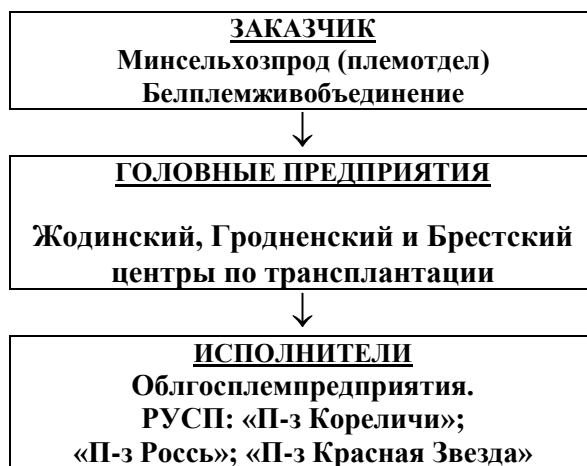 ЗАКАЗЧИК
Минсельхозпрод (племотдел)
Белплемживобъединение
ГОЛОВНЫЕ ПРЕДПРИЯТИЯ
Жодинский, Гродненский и Брестский
центры по трансплантации
ИСПОЛНИТЕЛИ
Облгосплемпредприятия.
РУСП: «П-з Кореличи»;
«П-з Россь»; «П-з Красная Звезда»